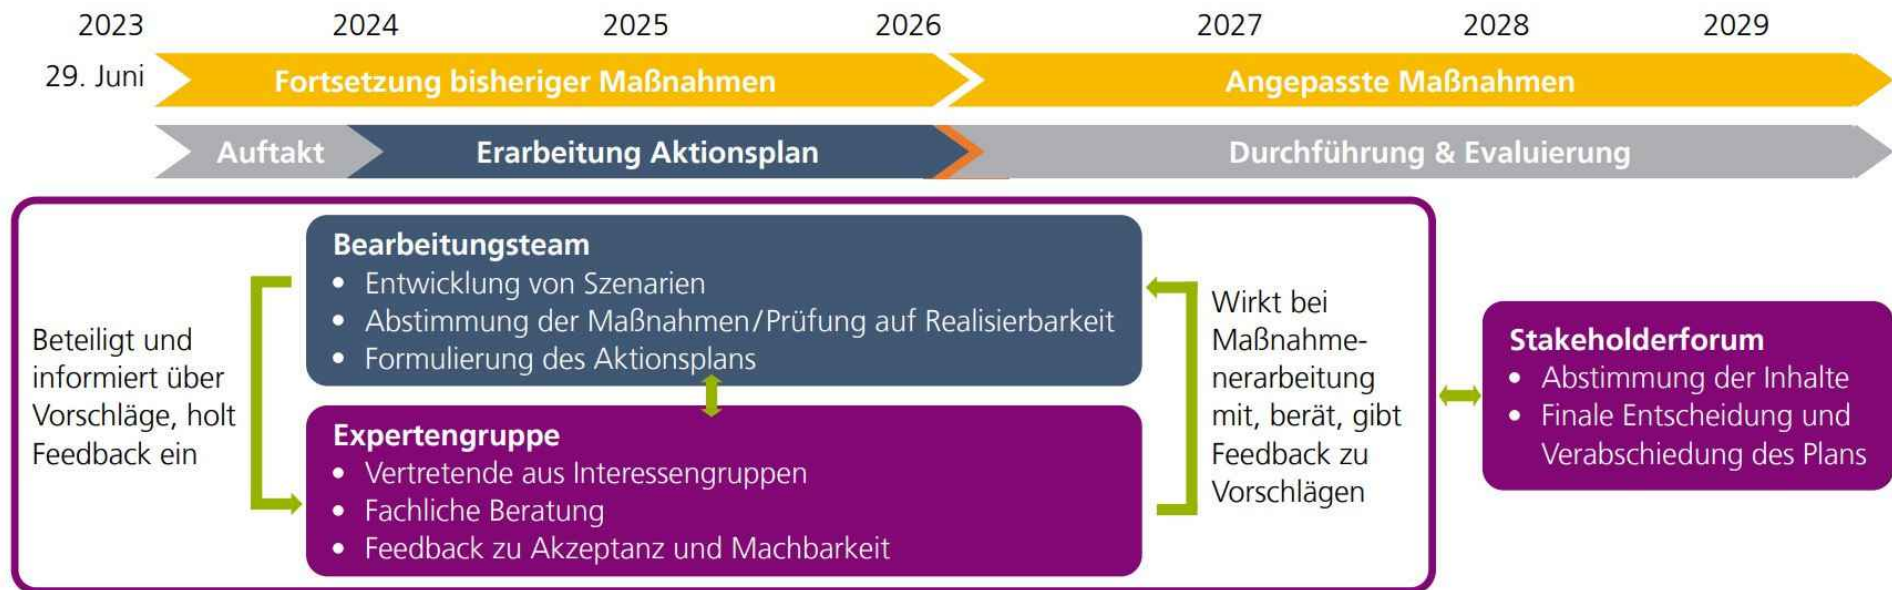 2023 2024 2025 2026 2027 2028 2029
29. Juni
Fortsetzung bisheriger Maßnahmen
Angepasste Maßnahmen
Auftakt
Erarbeitung Aktionsplan
Durchführung & Evaluierung
Beteiligt und
informiert über
Vorschläge, holt
Feedback ein
Bearbeitungsteam
• Entwicklung von Szenarien
• Abstimmung der Maßnahmen/Prüfung auf Realisierbarkeit
• Formulierung des Aktionsplans
Expertengruppe
• Vertretende aus Interessengruppen
• Fachliche Beratung
• Feedback zu Akzeptanz und Machbarkeit
Wirkt bei
Maßnahme-
nerarbeitung
mit, berät, gibt
Feedback zu
Vorschlägen
Stakeholderforum
• Abstimmung der Inhalte
• Finale Entscheidung und
Verabschiedung des Plans